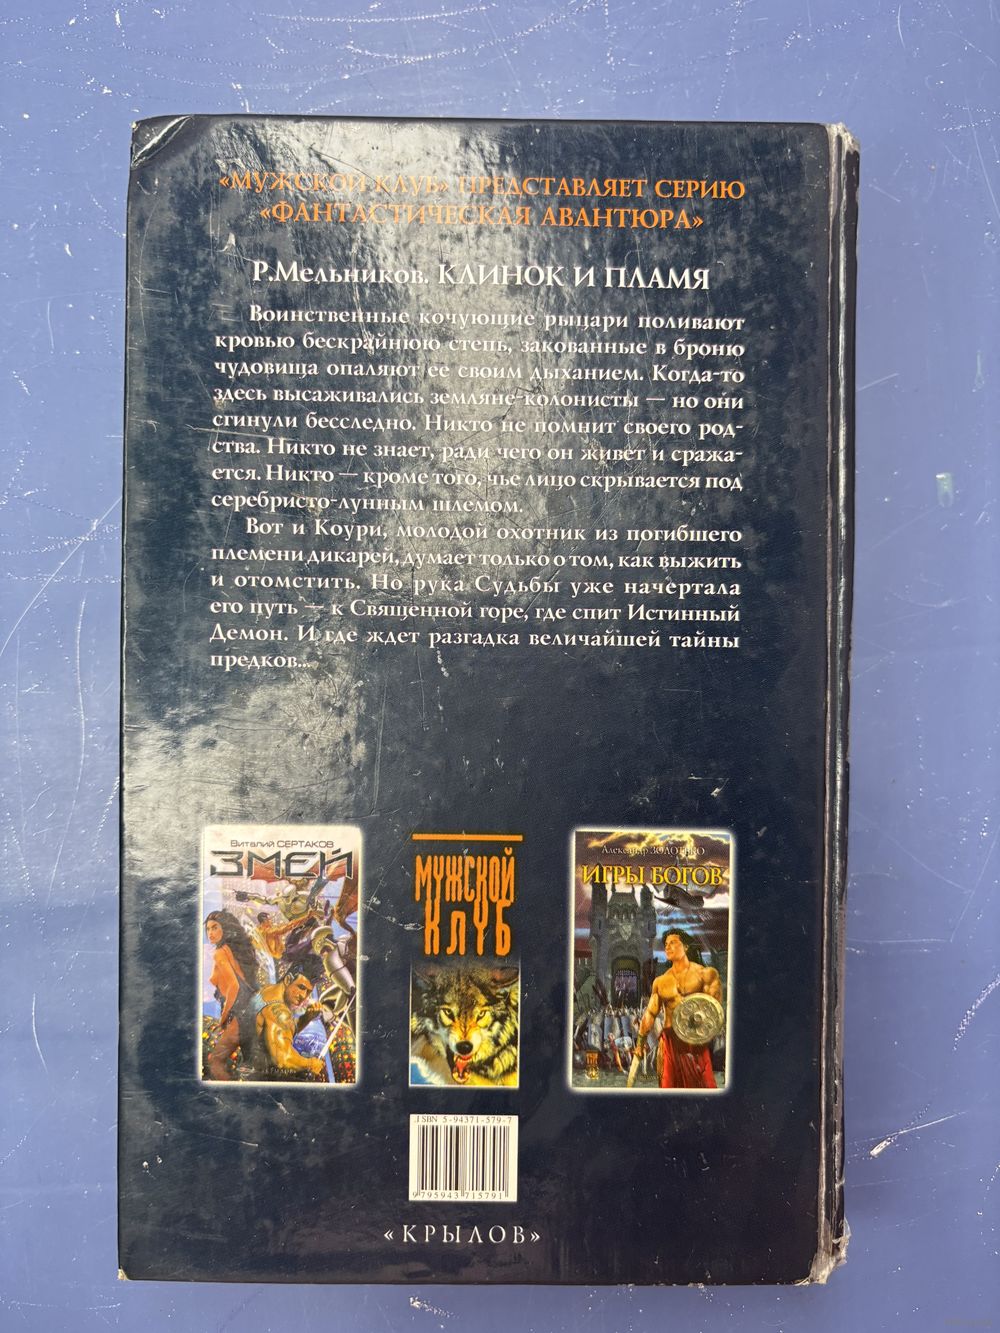 «МУЖСКОЙ КЛУБ» ПРЕДСТАВЛЯЕТ СЕРИЮ
«ФАНТАСТИЧЕСКАЯ АВАНТЮРА»
Р.Мельников. КЛИНОК И ПЛАМЯ
Воинственные кочующие рыцари поливают
кровью бескрайнюю степь, закованные в броню
чудовища опаляют ее своим дыханием. Когда-то
здесь высаживались земляне-колонисты — но они
сгинули бесследно. Никто не помнит своего род-
ства. Никто не знает, ради чего он живет и сража-
ется. Никто — кроме того, чье лицо скрывается под
серебристо-лунным шлемом.
Вот и Коури, молодой охотник из погибшего
племени дикарей, думает только о том, как выжить
и отомстить. Но рука Судьбы уже начертала
его путь — к Священной горе, где спит Истинный
Демон. И где ждет разгадка величайшей тайны
предков...
Виталий СЕРТАКОВ
ЗМЕЙ
«КРЫЛОВ»
МУЖСКОЙ
КЛУБ
Александр ЗОЛОТЬКО
ИГРЫ БОГОВ
ISBN 5-94371-579-7
9 795943 715791
«КРЫЛОВ»